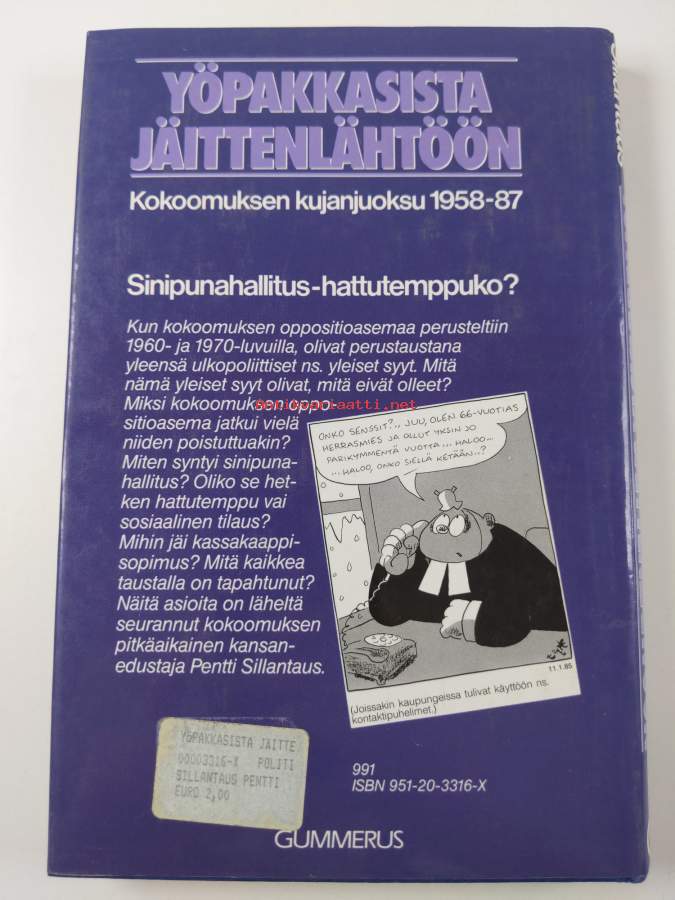 YÖPAKKASISTA
JÄITTENLÄHTÖÖN
Kokoomuksen kujanjuoksu 1958-87
Sinipunahallitus-hattutemppuko?
Kun kokoomuksen oppositioasemaa perusteltiin
1960- ja 1970-luvuilla, olivat perustaustana
yleensä ulkopoliittiset ns. yleiset syyt. Mitä
nämä yleiset syyt olivat, mitä eivät olleet?
Miksi kokoomuksen oppo-
sitioasema jatkui vielä
niiden poistuttuakin?
Miten syntyi sinipuna-
hallitus? Oliko se het-
ken hattutemppu vai
sosiaalinen tilaus?
Mihin jäi kassakaappi-
sopimus? Mitä kaikkea
taustalla on tapahtunut?
Näitä asioita on läheltä
seurannut kokoomuksen
pitkäaikainen kansan-
edustaja Pentti Sillantaus.
Antikvariaatti.net
ONKO SENSSIT?.. JUU, OLEN 66-VUOTIAS
HERRASMIES JA OLLUT YKSIN JO
PARIKYMMENTÄ VUOTTA... HALOO...
...HALOO, ONKO SIELLÄ KETÄÄN..?
11.1.85
(Joissakin kaupungeissa tulivat käyttöön ns.
kontaktipuhelimet.)
YÖPAKKASISTA JÄITTE
00003316-X POLITI
SILLANTAUS PENTTI
EURO 2,00
991
ISBN 951-20-3316-X
GUMMERUS